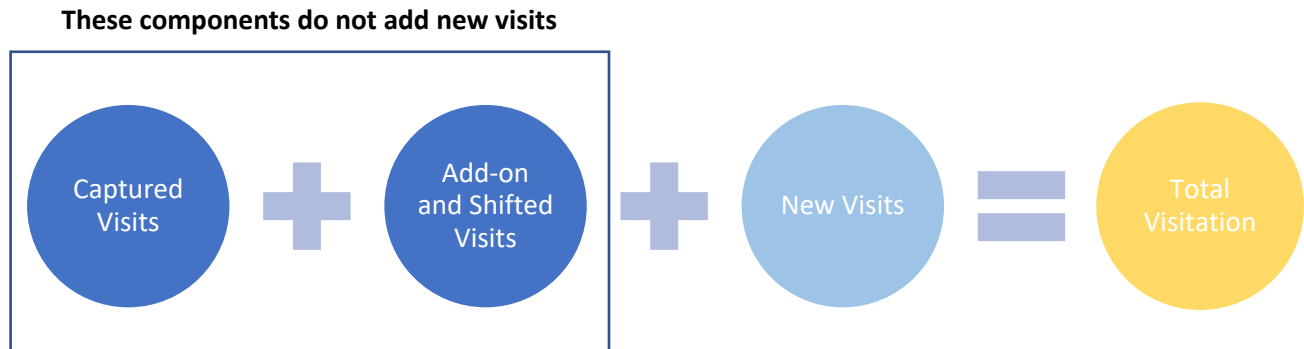 These components do not add new visits
Captured
Visits
Add-on
and Shifted
Visits
New Visits
Total
Visitation